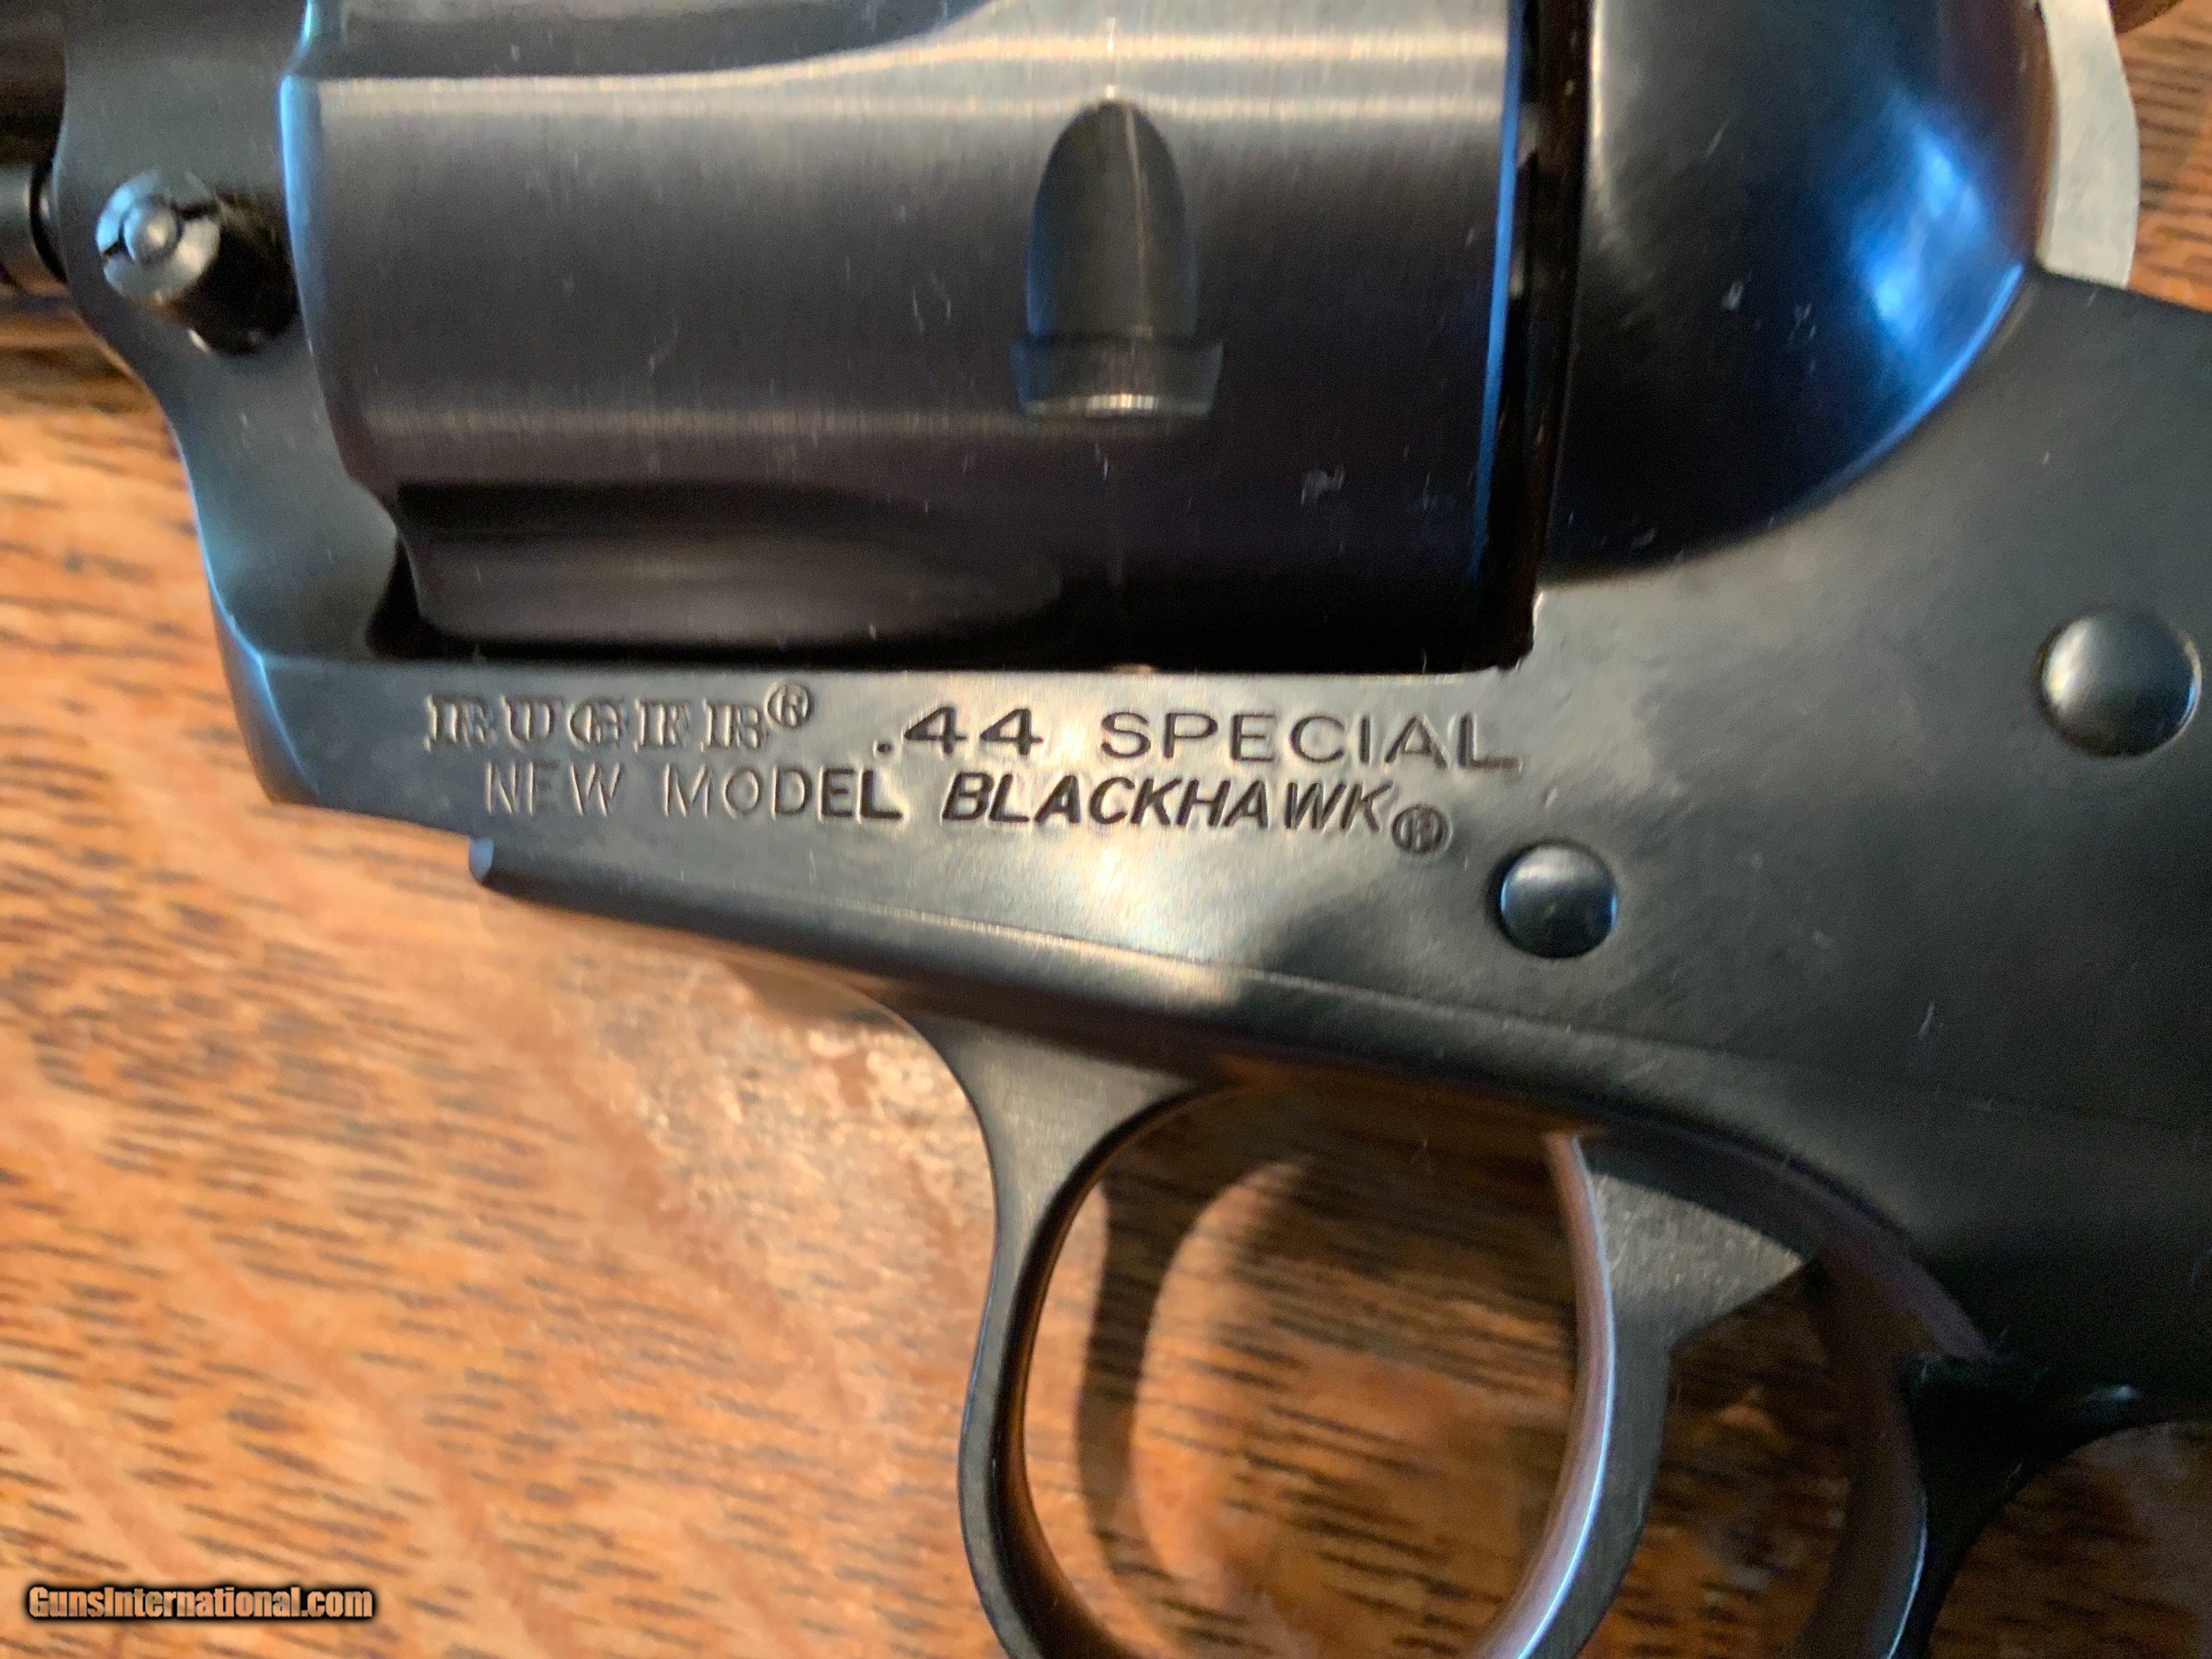 RUGER® .44 SPECIAL
NEW MODEL BLACKHAWK®
GunsInternational.com